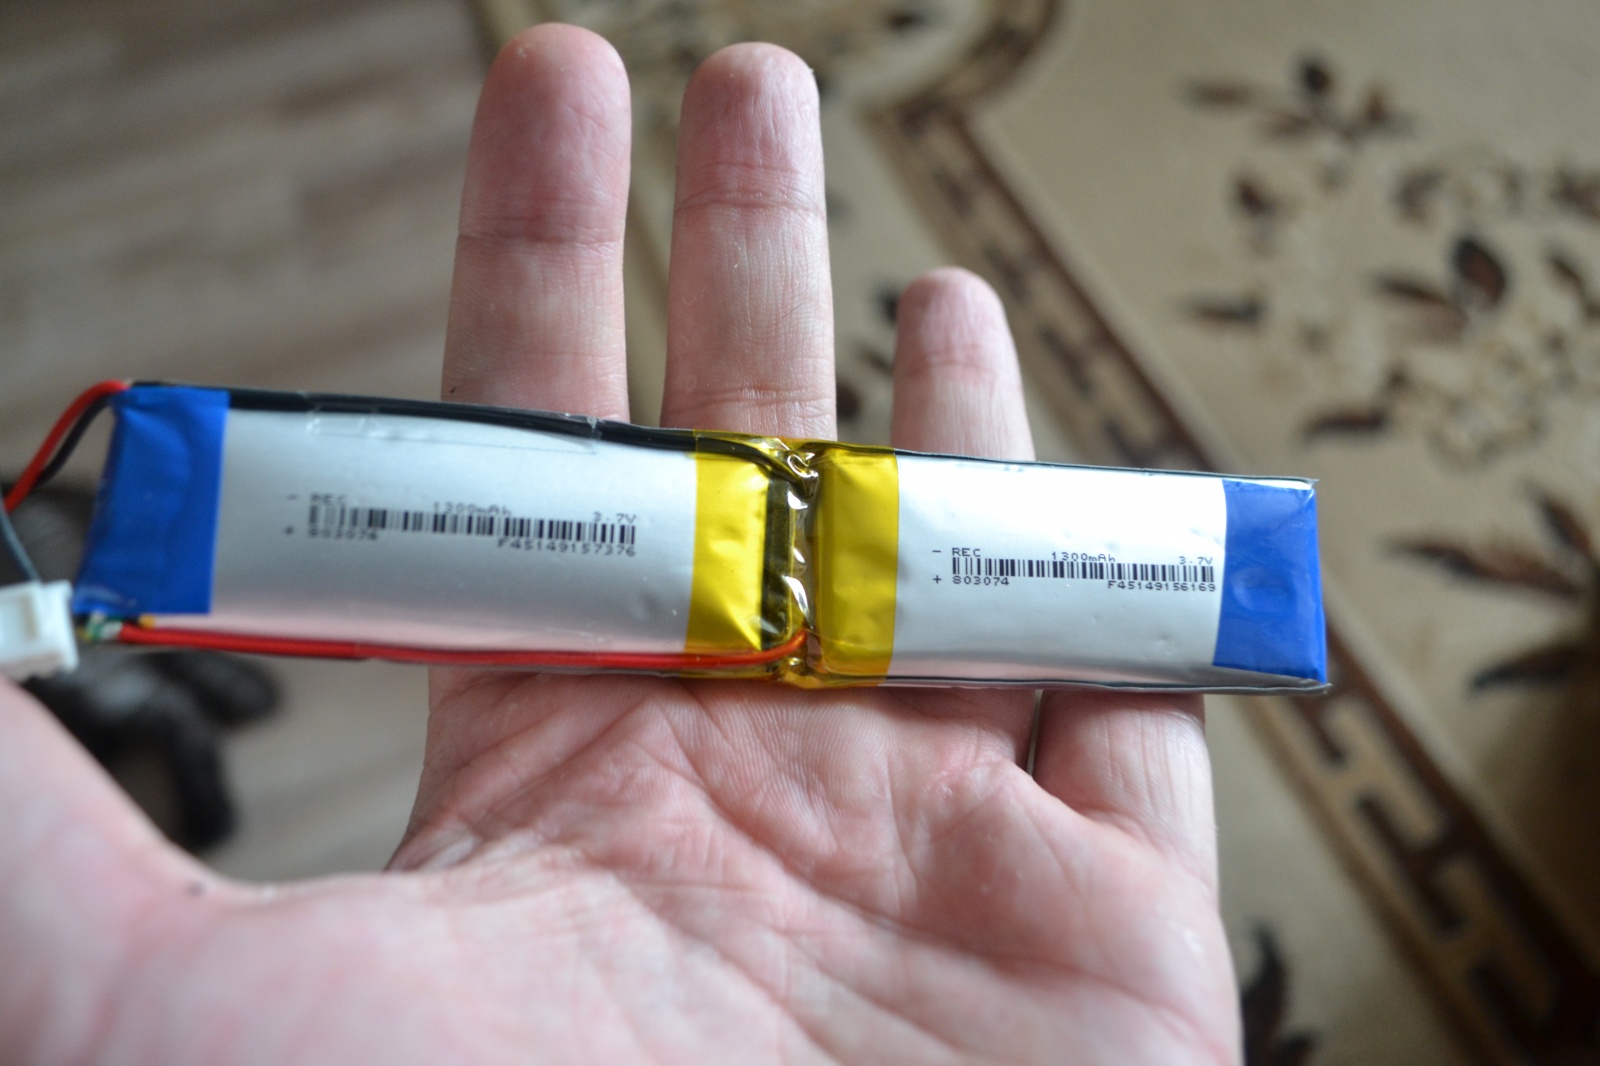 - REC 1300mAh 3.7V
+ 803074 F45149157376
- REC 1300mAh 3.7V
+ 803074 F45149156169